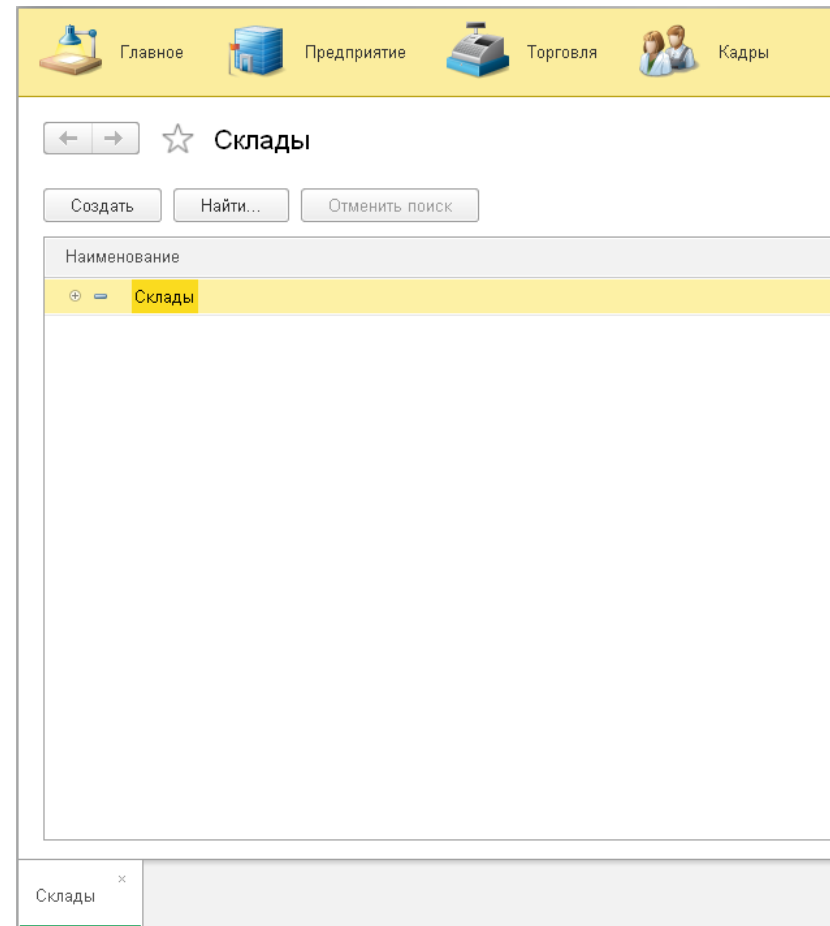 Главное Предприятие Торговля Кадры
Склады
Создать Найти... Отменить поиск
Наименование
Склады
Склады